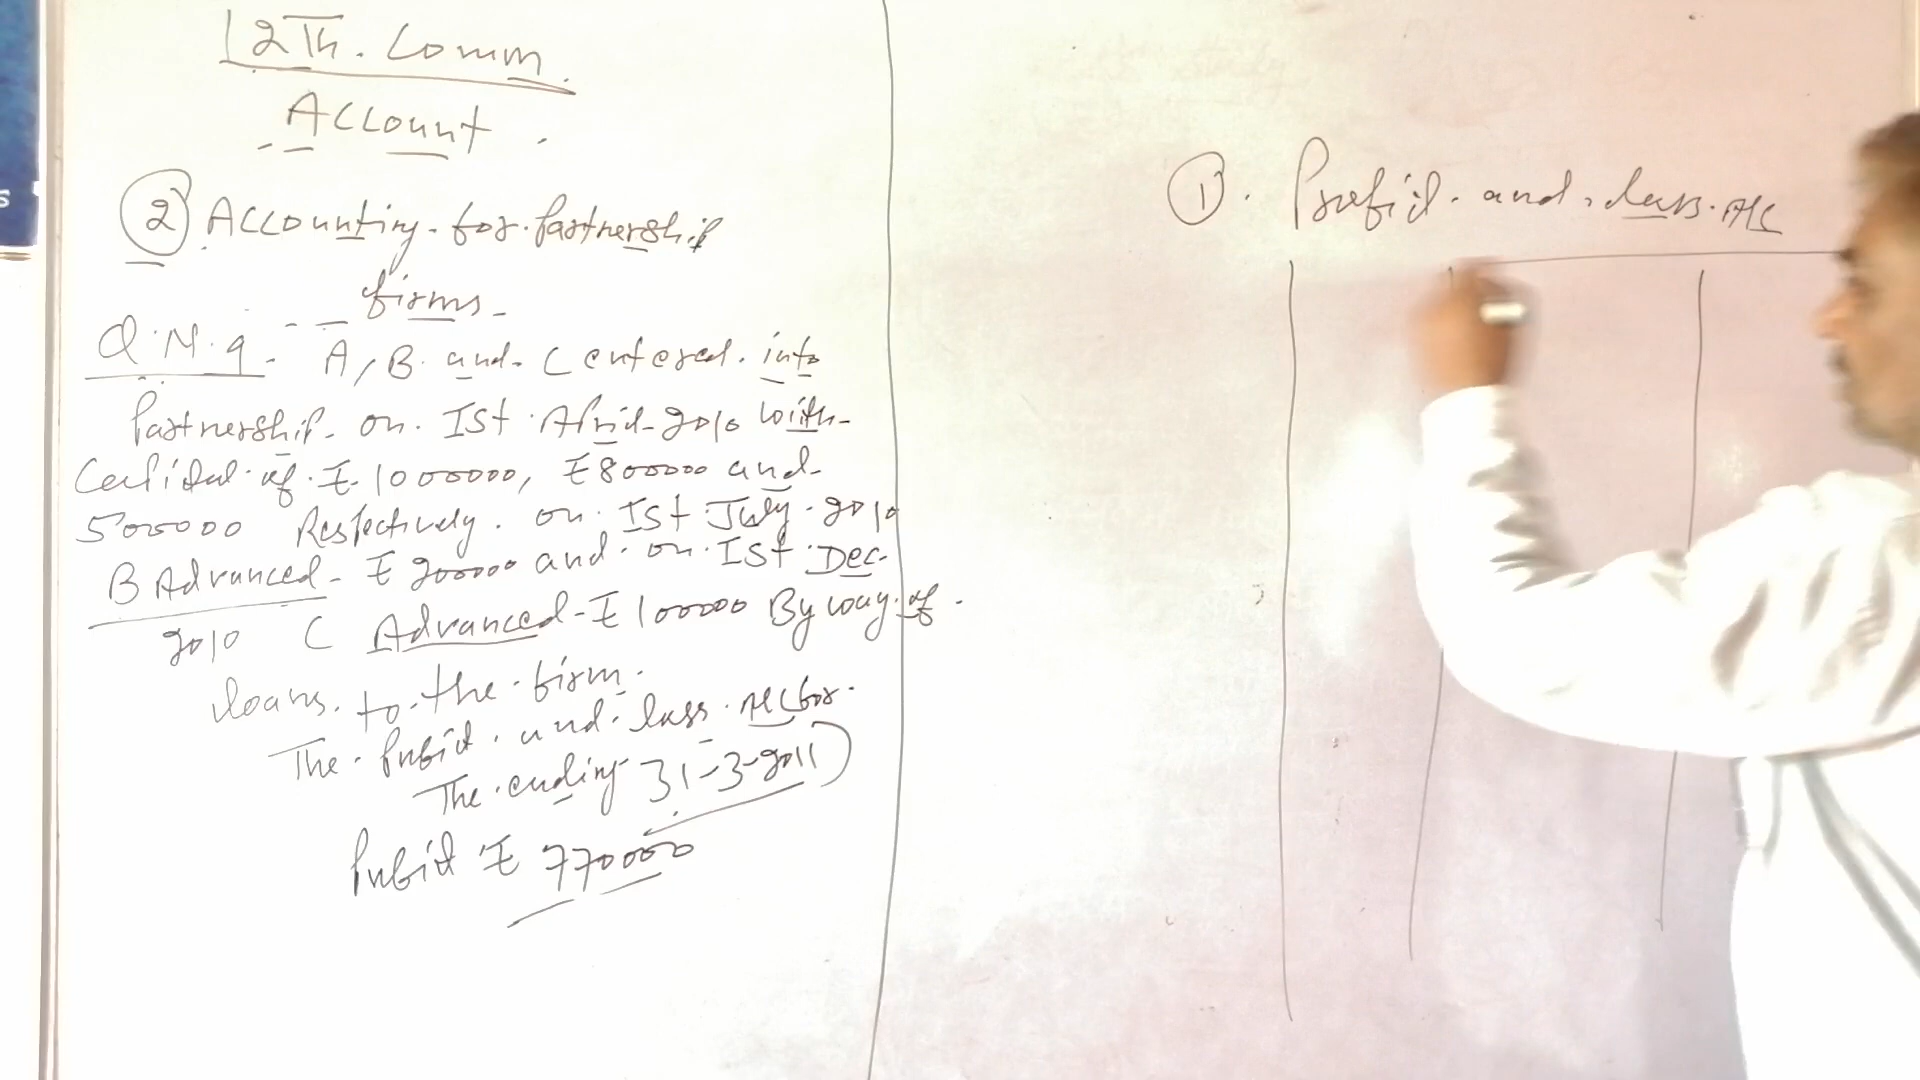 12Th. Comm.
Account.
② Accounting for Partnership
firms
Q.N.9. A, B and C entered into
Partnership on Ist April 2010 with
Capital of ₹ 1000000, ₹ 800000 and
500000 Respectively. on Ist July 2010
B Advanced ₹ 200000 and on Ist Dec.
2010 C Advanced ₹ 100000 By way of
loans to the firm.
The Profit and loss A/c for
The ending 31-3-2011
Profit ₹ 770000
①. Profit and loss A/c
s